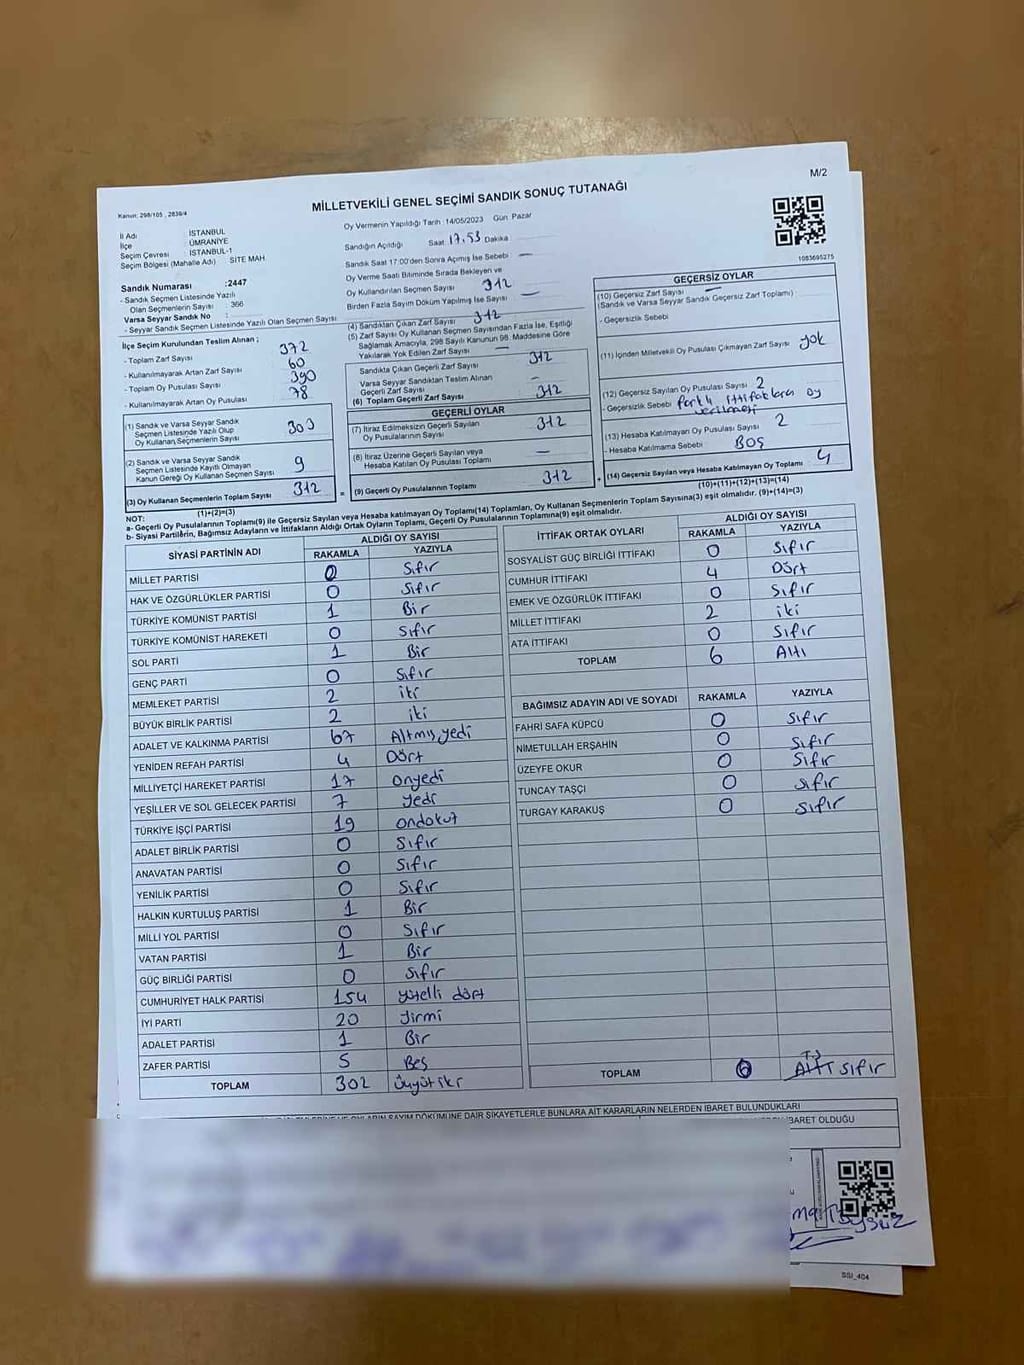 M/2
MİLLETVEKİLİ GENEL SEÇİMİ SANDIK SONUÇ TUTANAĞI
Kanun: 298/105 , 2839/4
İl Adı : İSTANBUL
İlçe : ÜMRANİYE
Seçim Çevresi : İSTANBUL-1
Seçim Bölgesi (Mahalle Adı) SİTE MAH.
Sandık Numarası :2447
- Sandık Seçmen Listesinde Yazılı
Olan Seçmenlerin Sayısı : 366
Varsa Seyyar Sandık No :
- Seyyar Sandık Seçmen Listesinde Yazılı Olan Seçmen Sayısı
İlçe Seçim Kurulundan Teslim Alınan ;
- Toplam Zarf Sayısı 372
- Kullanılmayarak Artan Zarf Sayısı 60
- Toplam Oy Pusulası Sayısı 390
- Kullanılmayarak Artan Oy Pusulası 78
(1) Sandık ve Varsa Seyyar Sandık
Seçmen Listesinde Yazılı Olup
Oy Kullanan Seçmenlerin Sayısı 303
(2) Sandık ve Varsa Seyyar Sandık
Seçmen Listesinde Kayıtlı Olmayan
Kanun Gereği Oy Kullanan Seçmen Sayısı 9
(3) Oy Kullanan Seçmenlerin Toplam Sayısı 312
(1)+(2)=(3)
Oy Vermenin Yapıldığı Tarih :14/05/2023 Gün Pazar
Sandığın Açıldığı Saat 17.53 Dakika
Sandık Saat 17:00'den Sonra Açılmış İse Sebebi —
Oy Verme Saati Bitiminde Sırada Bekleyen ve
Oy Kullandırılan Seçmen Sayısı 312
Birden Fazla Sayım Döküm Yapılmış İse Sayısı —
(4) Sandıktan Çıkan Zarf Sayısı 312
(5) Zarf Sayısı Oy Kullanan Seçmen Sayısından Fazla İse, Eşitliği
Sağlamak Amacıyla, 298 Sayılı Kanunun 98. Maddesine Göre
Yakılarak Yok Edilen Zarf Sayısı —
Sandıkta Çıkan Geçerli Zarf Sayısı 312
Varsa Seyyar Sandıktan Teslim Alınan
Geçerli Zarf Sayısı —
(6) Toplam Geçerli Zarf Sayısı 312
GEÇERLİ OYLAR
(7) İtiraz Edilmeksizin Geçerli Sayılan
Oy Pusulalarının Sayısı 312
(8) İtiraz Üzerine Geçerli Sayılan veya
Hesaba Katılan Oy Pusulası Toplamı —
= (9) Geçerli Oy Pusulalarının Toplamı 312
1083695275
GEÇERSİZ OYLAR
(10) Geçersiz Zarf Sayısı —
(Sandık ve Varsa Seyyar Sandık Geçersiz Zarf Toplamı)
- Geçersizlik Sebebi
(11) İçinden Milletvekili Oy Pusulası Çıkmayan Zarf Sayısı yok
(12) Geçersiz Sayılan Oy Pusulası Sayısı 2
- Geçersizlik Sebebi farklı ittifaklara oy
verilmesi
(13) Hesaba Katılmayan Oy Pusulası Sayısı 2
- Hesaba Katılmama Sebebi BOŞ
+ (14) Geçersiz Sayılan veya Hesaba Katılmayan Oy Toplamı 4
(10)+(11)+(12)+(13)=(14)
NOT:
a- Geçerli Oy Pusulalarının Toplamı(9) ile Geçersiz Sayılan veya Hesaba katılmayan Oy Toplamı(14) Toplamları, Oy Kullanan Seçmenlerin Toplam Sayısına(3) eşit olmalıdır. (9)+(14)=(3)
b- Siyasi Partilerin, Bağımsız Adayların ve İttifakların Aldığı Ortak Oyların Toplamı, Geçerli Oy Pusulalarının Toplamına(9) eşit olmalıdır.
SİYASİ PARTİNİN ADI ALDIĞI OY SAYISI
RAKAMLA YAZIYLA
MİLLET PARTİSİ 0 Sıfır
HAK VE ÖZGÜRLÜKLER PARTİSİ 0 Sıfır
TÜRKİYE KOMÜNİST PARTİSİ 1 Bir
TÜRKİYE KOMÜNİST HAREKETİ 0 Sıfır
SOL PARTİ 1 Bir
GENÇ PARTİ 0 Sıfır
MEMLEKET PARTİSİ 2 iki
BÜYÜK BİRLİK PARTİSİ 2 iki
ADALET VE KALKINMA PARTİSİ 67 Altmış yedi
YENİDEN REFAH PARTİSİ 4 Dört
MİLLİYETÇİ HAREKET PARTİSİ 17 onyedi
YEŞİLLER VE SOL GELECEK PARTİSİ 7 yedi
TÜRKİYE İŞÇİ PARTİSİ 19 ondokuz
ADALET BİRLİK PARTİSİ 0 Sıfır
ANAVATAN PARTİSİ 0 Sıfır
YENİLİK PARTİSİ 0 Sıfır
HALKIN KURTULUŞ PARTİSİ 1 Bir
MİLLİ YOL PARTİSİ 0 Sıfır
VATAN PARTİSİ 1 Bir
GÜÇ BİRLİĞİ PARTİSİ 0 Sıfır
CUMHURİYET HALK PARTİSİ 154 yüzelli dört
İYİ PARTİ 20 yirmi
ADALET PARTİSİ 1 Bir
ZAFER PARTİSİ 5 Beş
TOPLAM 302 Üçyüz iki
İTTİFAK ORTAK OYLARI ALDIĞI OY SAYISI
RAKAMLA YAZIYLA
SOSYALİST GÜÇ BİRLİĞİ İTTİFAKI 0 Sıfır
CUMHUR İTTİFAKI 4 Dört
EMEK VE ÖZGÜRLÜK İTTİFAKI 0 Sıfır
MİLLET İTTİFAKI 2 iki
ATA İTTİFAKI 0 Sıfır
TOPLAM 6 Altı
BAĞIMSIZ ADAYIN ADI VE SOYADI RAKAMLA YAZIYLA
FAHRİ SAFA KÜPCÜ 0 Sıfır
NİMETULLAH ERŞAHİN 0 Sıfır
ÜZEYFE OKUR 0 Sıfır
TUNCAY TAŞÇI 0 Sıfır
TURGAY KARAKUŞ 0 Sıfır
TOPLAM 0 Sıfır
SAYIM DÖKÜMÜNE DAİR ŞİKAYETLERLE BUNLARA AİT KARARLARIN NELERDEN İBARET BULUNDUKLARI
İBARET OLDUĞU
SSI_404